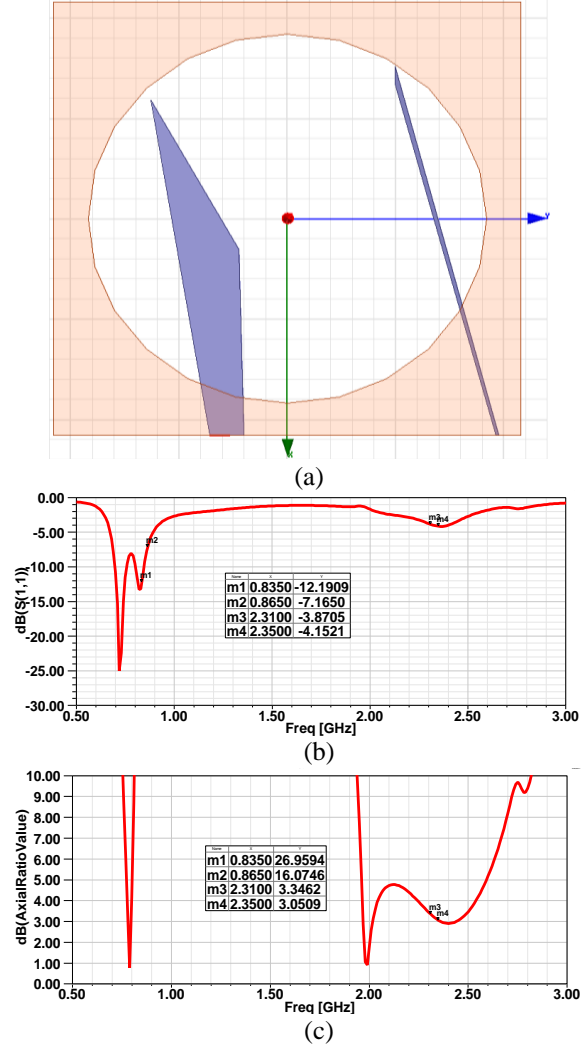 Y
X
(a)
0.00
-5.00
-10.00
-15.00
-20.00
-25.00
-30.00
dB(S(1,1))
m1
m2
m3
m4
Name X Y
m1 0.8350 -12.1909
m2 0.8650 -7.1650
m3 2.3100 -3.8705
m4 2.3500 -4.1521
0.50 1.00 2.00 2.50 3.00
Freq [GHz]
(b)
10.00
9.00
8.00
7.00
6.00
5.00
4.00
3.00
2.00
1.00
0.00
dB(AxialRatioValue)
m3
m4
Name X Y
m1 0.8350 26.9594
m2 0.8650 16.0746
m3 2.3100 3.3462
m4 2.3500 3.0509
0.50 1.00 2.00 2.50 3.00
Freq [GHz]
(c)